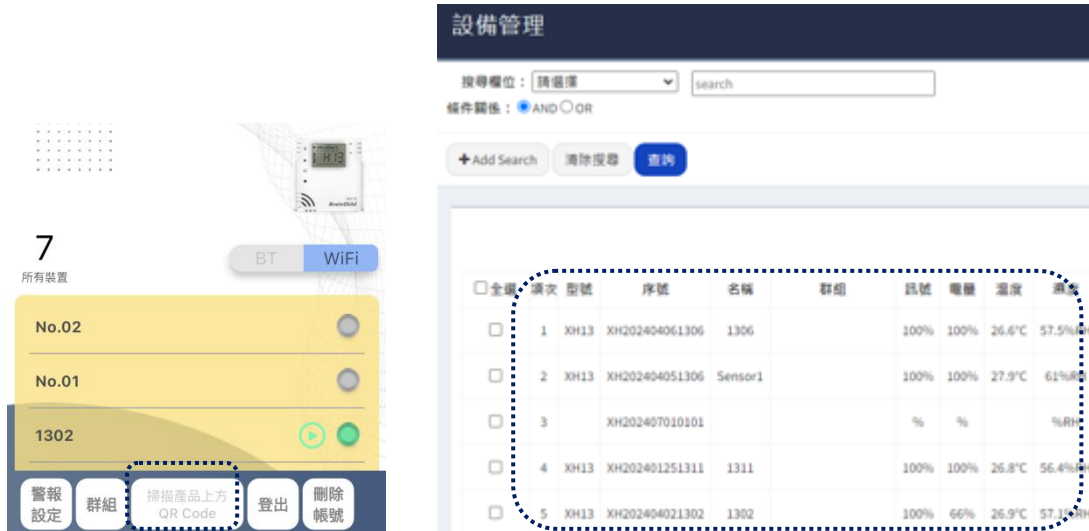 7
所有裝置
BT
WiFi
No.02
No.01
1302
警報
設定
群組
掃描產品上方
QR Code
登出
刪除
帳號
設備管理
搜尋欄位：
請選擇
search
條件關係：
AND OR
+Add Search
清除搜尋
查詢
全選 項次 型號 序號 名稱 群組 訊號 電量 溫度
1 XH13 XH202404061306 1306 100% 100% 26.6°C 57.5%RH
2 XH13 XH202404051306 Sensor1 100% 100% 27.9°C 61%RH
3 XH202407010101 % % %RH
4 XH13 XH202401251311 1311 100% 100% 26.8°C 56.4%RH
5 XH13 XH202404021302 1302 100% 66% 26.9°C